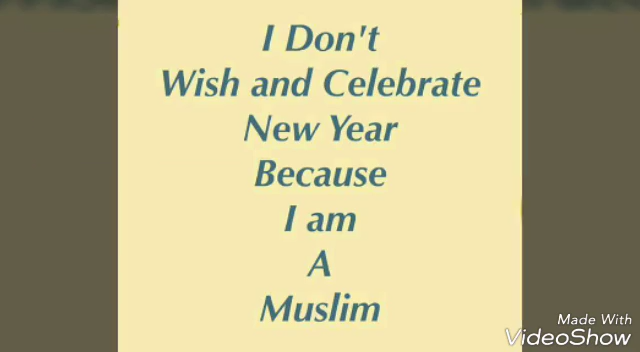 I Don't
Wish and Celebrate
New Year
Because
I am
A
Muslim
Made With
VideoShow